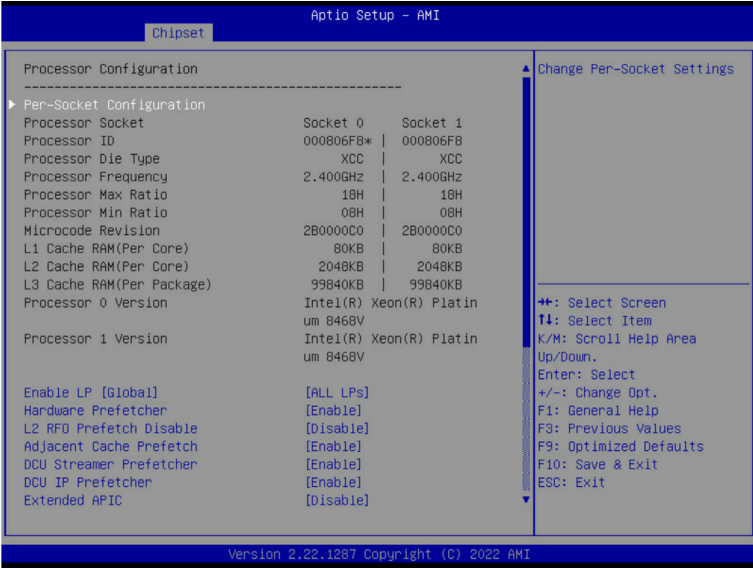 Aptio Setup – AMI
Chipset
Processor Configuration
--------------------------------------------------
Per-Socket Configuration
Processor Socket Socket 0 Socket 1
Processor ID 000806F8* | 000806F8
Processor Die Type XCC | XCC
Processor Frequency 2.400GHz | 2.400GHz
Processor Max Ratio 18H | 18H
Processor Min Ratio 08H | 08H
Microcode Revision 2B0000C0 | 2B0000C0
L1 Cache RAM(Per Core) 80KB | 80KB
L2 Cache RAM(Per Core) 2048KB | 2048KB
L3 Cache RAM(Per Package) 99840KB | 99840KB
Processor 0 Version Intel(R) Xeon(R) Platin
um 8468V
Processor 1 Version Intel(R) Xeon(R) Platin
um 8468V
Enable LP [Global] [ALL LPs]
Hardware Prefetcher [Enable]
L2 RFO Prefetch Disable [Disable]
Adjacent Cache Prefetch [Enable]
DCU Streamer Prefetcher [Enable]
DCU IP Prefetcher [Enable]
Extended APIC [Disable]
Change Per-Socket Settings
→←: Select Screen
↑↓: Select Item
K/M: Scroll Help Area
Up/Down.
Enter: Select
+/-: Change Opt.
F1: General Help
F3: Previous Values
F9: Optimized Defaults
F10: Save & Exit
ESC: Exit
Version 2.22.1287 Copyright (C) 2022 AMI